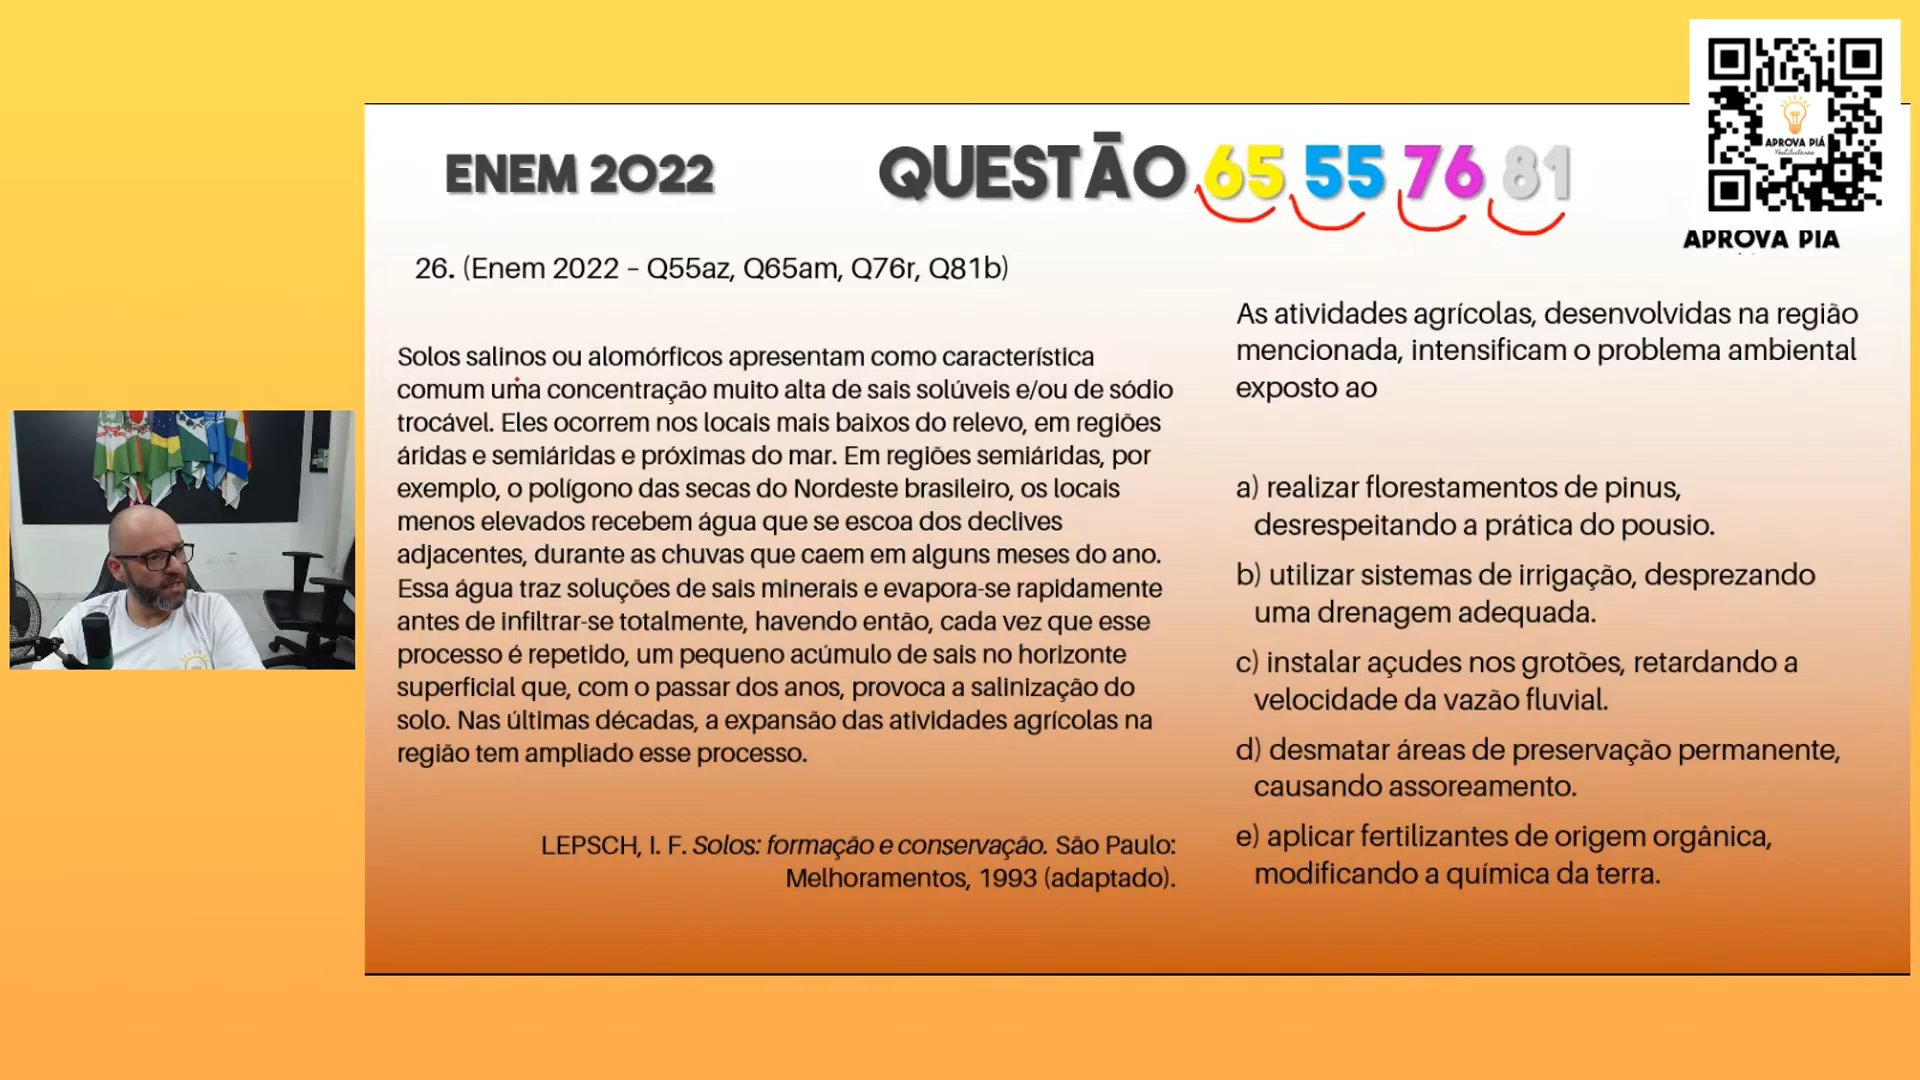 ENEM 2022
QUESTÃO 65 55 76 81
APROVA PIÁ
Vestibulares
APROVA PIA
26. (Enem 2022 – Q55az, Q65am, Q76r, Q81b)
Solos salinos ou alomórficos apresentam como característica
comum uma concentração muito alta de sais solúveis e/ou de sódio
trocável. Eles ocorrem nos locais mais baixos do relevo, em regiões
áridas e semiáridas e próximas do mar. Em regiões semiáridas, por
exemplo, o polígono das secas do Nordeste brasileiro, os locais
menos elevados recebem água que se escoa dos declives
adjacentes, durante as chuvas que caem em alguns meses do ano.
Essa água traz soluções de sais minerais e evapora-se rapidamente
antes de infiltrar-se totalmente, havendo então, cada vez que esse
processo é repetido, um pequeno acúmulo de sais no horizonte
superficial que, com o passar dos anos, provoca a salinização do
solo. Nas últimas décadas, a expansão das atividades agrícolas na
região tem ampliado esse processo.
LEPSCH, I. F. Solos: formação e conservação. São Paulo:
Melhoramentos, 1993 (adaptado).
As atividades agrícolas, desenvolvidas na região
mencionada, intensificam o problema ambiental
exposto ao
a) realizar florestamentos de pinus,
desrespeitando a prática do pousio.
b) utilizar sistemas de irrigação, desprezando
uma drenagem adequada.
c) instalar açudes nos grotões, retardando a
velocidade da vazão fluvial.
d) desmatar áreas de preservação permanente,
causando assoreamento.
e) aplicar fertilizantes de origem orgânica,
modificando a química da terra.